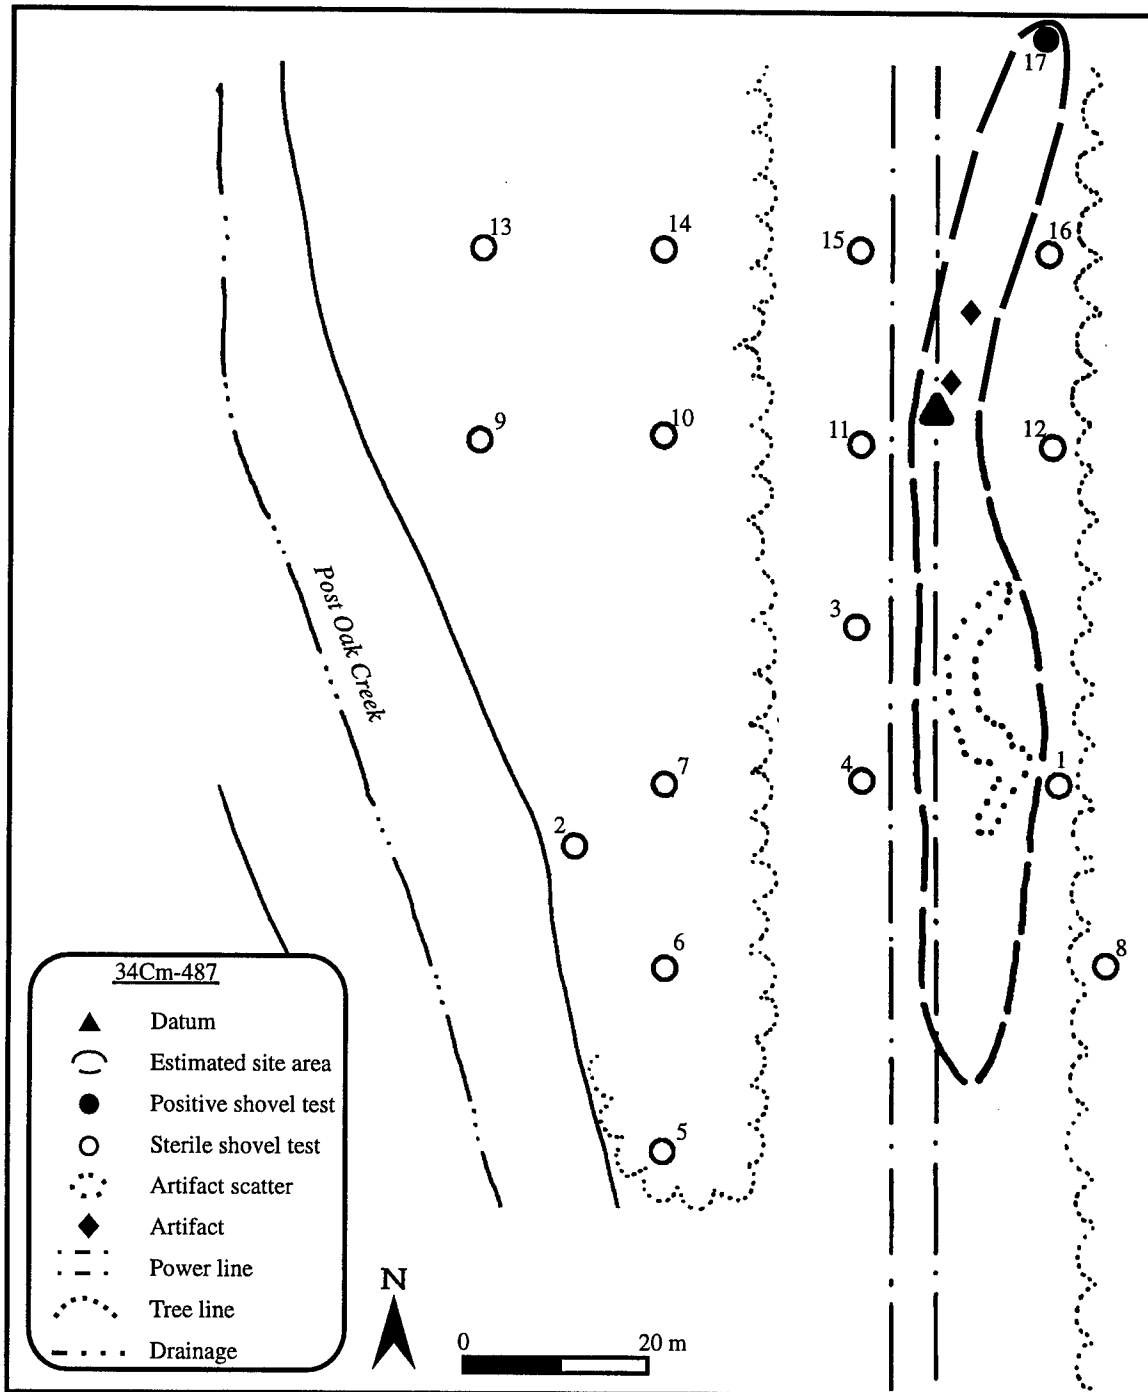 17
13
14
15
16
9
10
11
12
Post Oak Creek
3
7
4
1
2
6
8
5
34Cm-487
Datum
Estimated site area
Positive shovel test
Sterile shovel test
Artifact scatter
Artifact
Power line
Tree line
Drainage
N
0 20 m